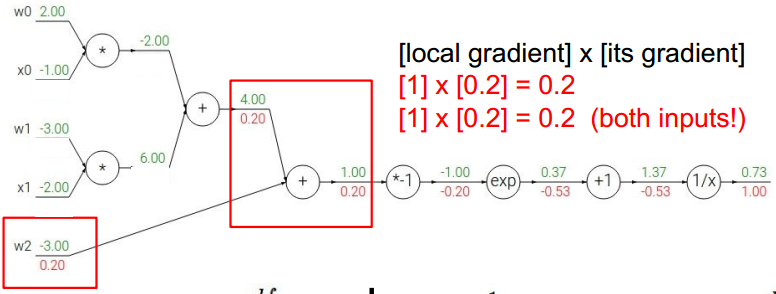 w0 2.00
-2.00
*
x0 -1.00
[local gradient] x [its gradient]
[1] x [0.2] = 0.2
[1] x [0.2] = 0.2 (both inputs!)
4.00
+
0.20
w1 -3.00
6.00
*
x1 -2.00
1.00 -1.00 0.37 1.37 0.73
+ *-1 exp +1 1/x
0.20 -0.20 -0.53 -0.53 1.00
w2 -3.00
0.20